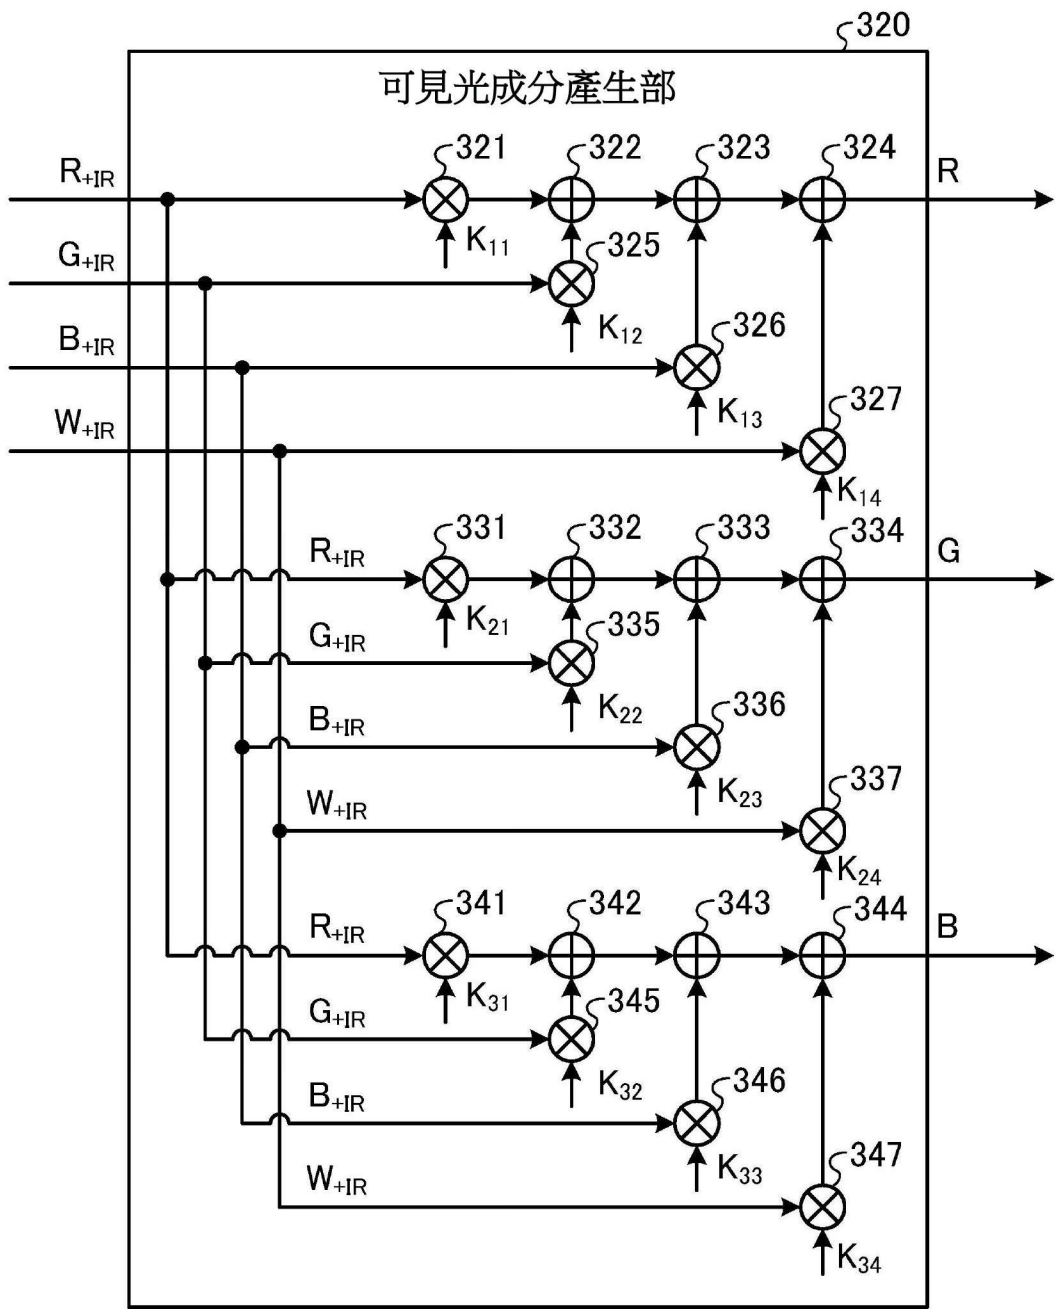 320
可見光成分產生部
321 322 323 324
R+IR R
K11
325
G+IR
K12
326
B+IR
K13
327
W+IR
K14
331 332 333 334
R+IR G
K21
335
G+IR
K22
336
B+IR
K23
337
W+IR
K24
341 342 343 344
R+IR B
K31
345
G+IR
K32
346
B+IR
K33
347
W+IR
K34